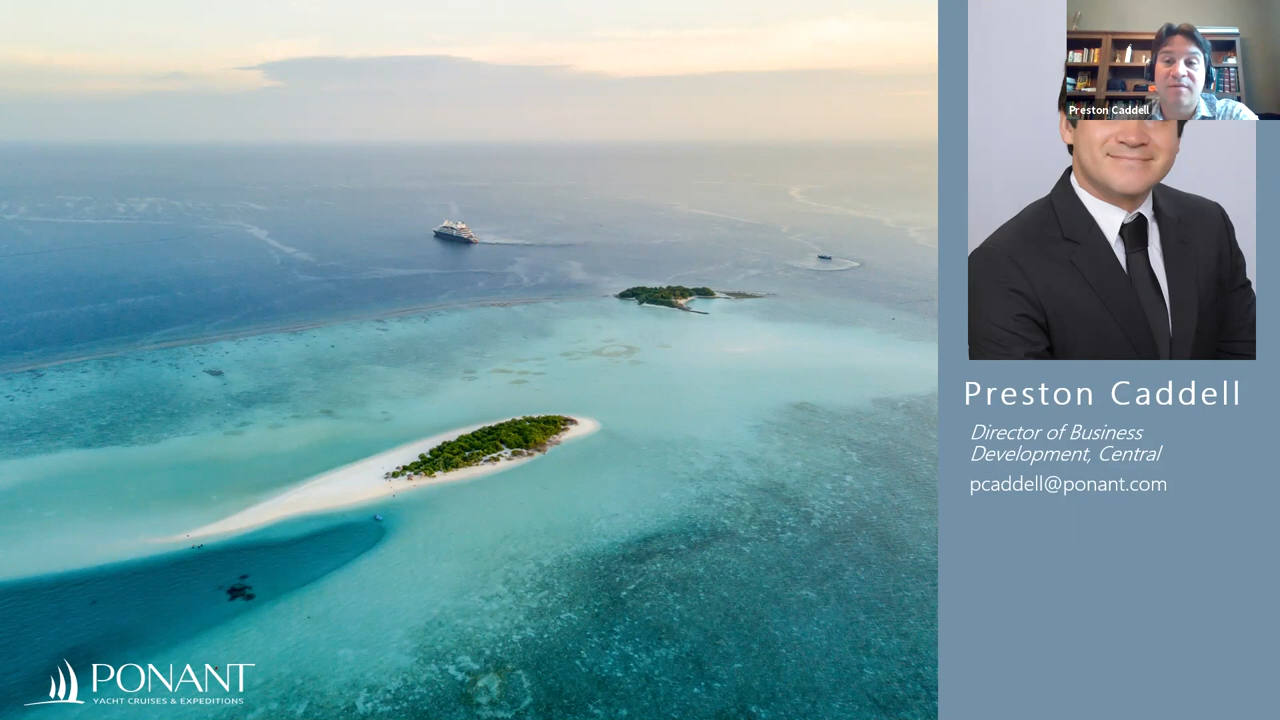 Preston Caddell
Preston Caddell
Director of Business
Development, Central
pcaddell@ponant.com
PONANT
YACHT CRUISES & EXPEDITIONS